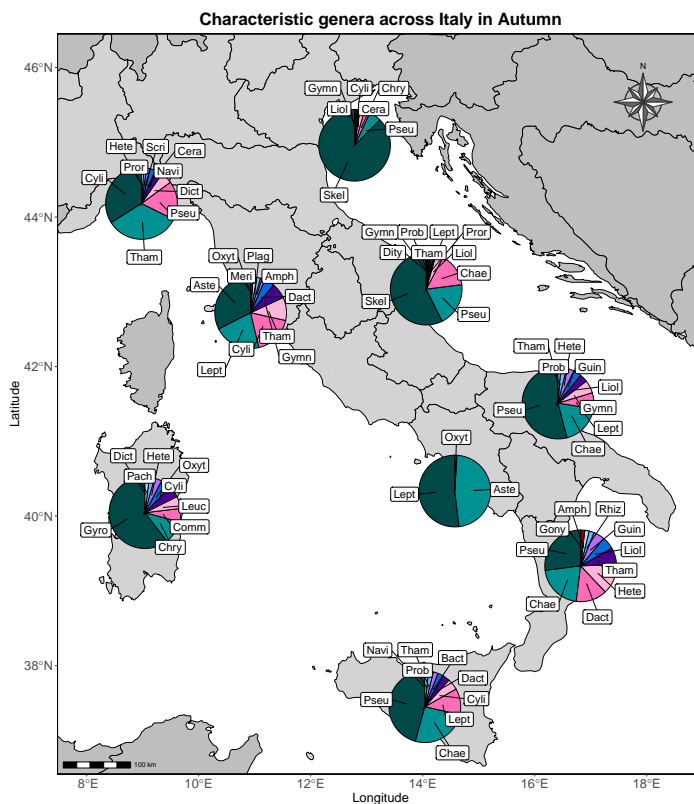 Characteristic genera across Italy in Autumn
N
46°N
44°N
42°N
40°N
38°N
Latitude
Gymn Cyli Chry
Liol Cera
Pseu
Skel
Hete Scri Cera
Pror Navi
Cyli Dict
Pseu
Tham
Gymn Prob Lept Pror
Dity Tham Liol
Chae
Skel
Pseu
Oxyt Plag
Aste Meri Amph
Dact
Tham
Cyli Gymn
Lept
Tham Hete
Prob Guin
Liol
Pseu Gymn
Lept
Chae
Oxyt
Lept Aste
Dict Hete
Pach Oxyt
Cyli
Leuc
Gyro Comm
Chry
Amph Rhiz
Gony Guin
Pseu Liol
Tham
Chae Hete
Dact
Navi Tham
Prob Bact
Dact
Pseu Cyli
Lept
Chae
100 km
8°E 10°E 12°E 14°E 16°E 18°E
Longitude